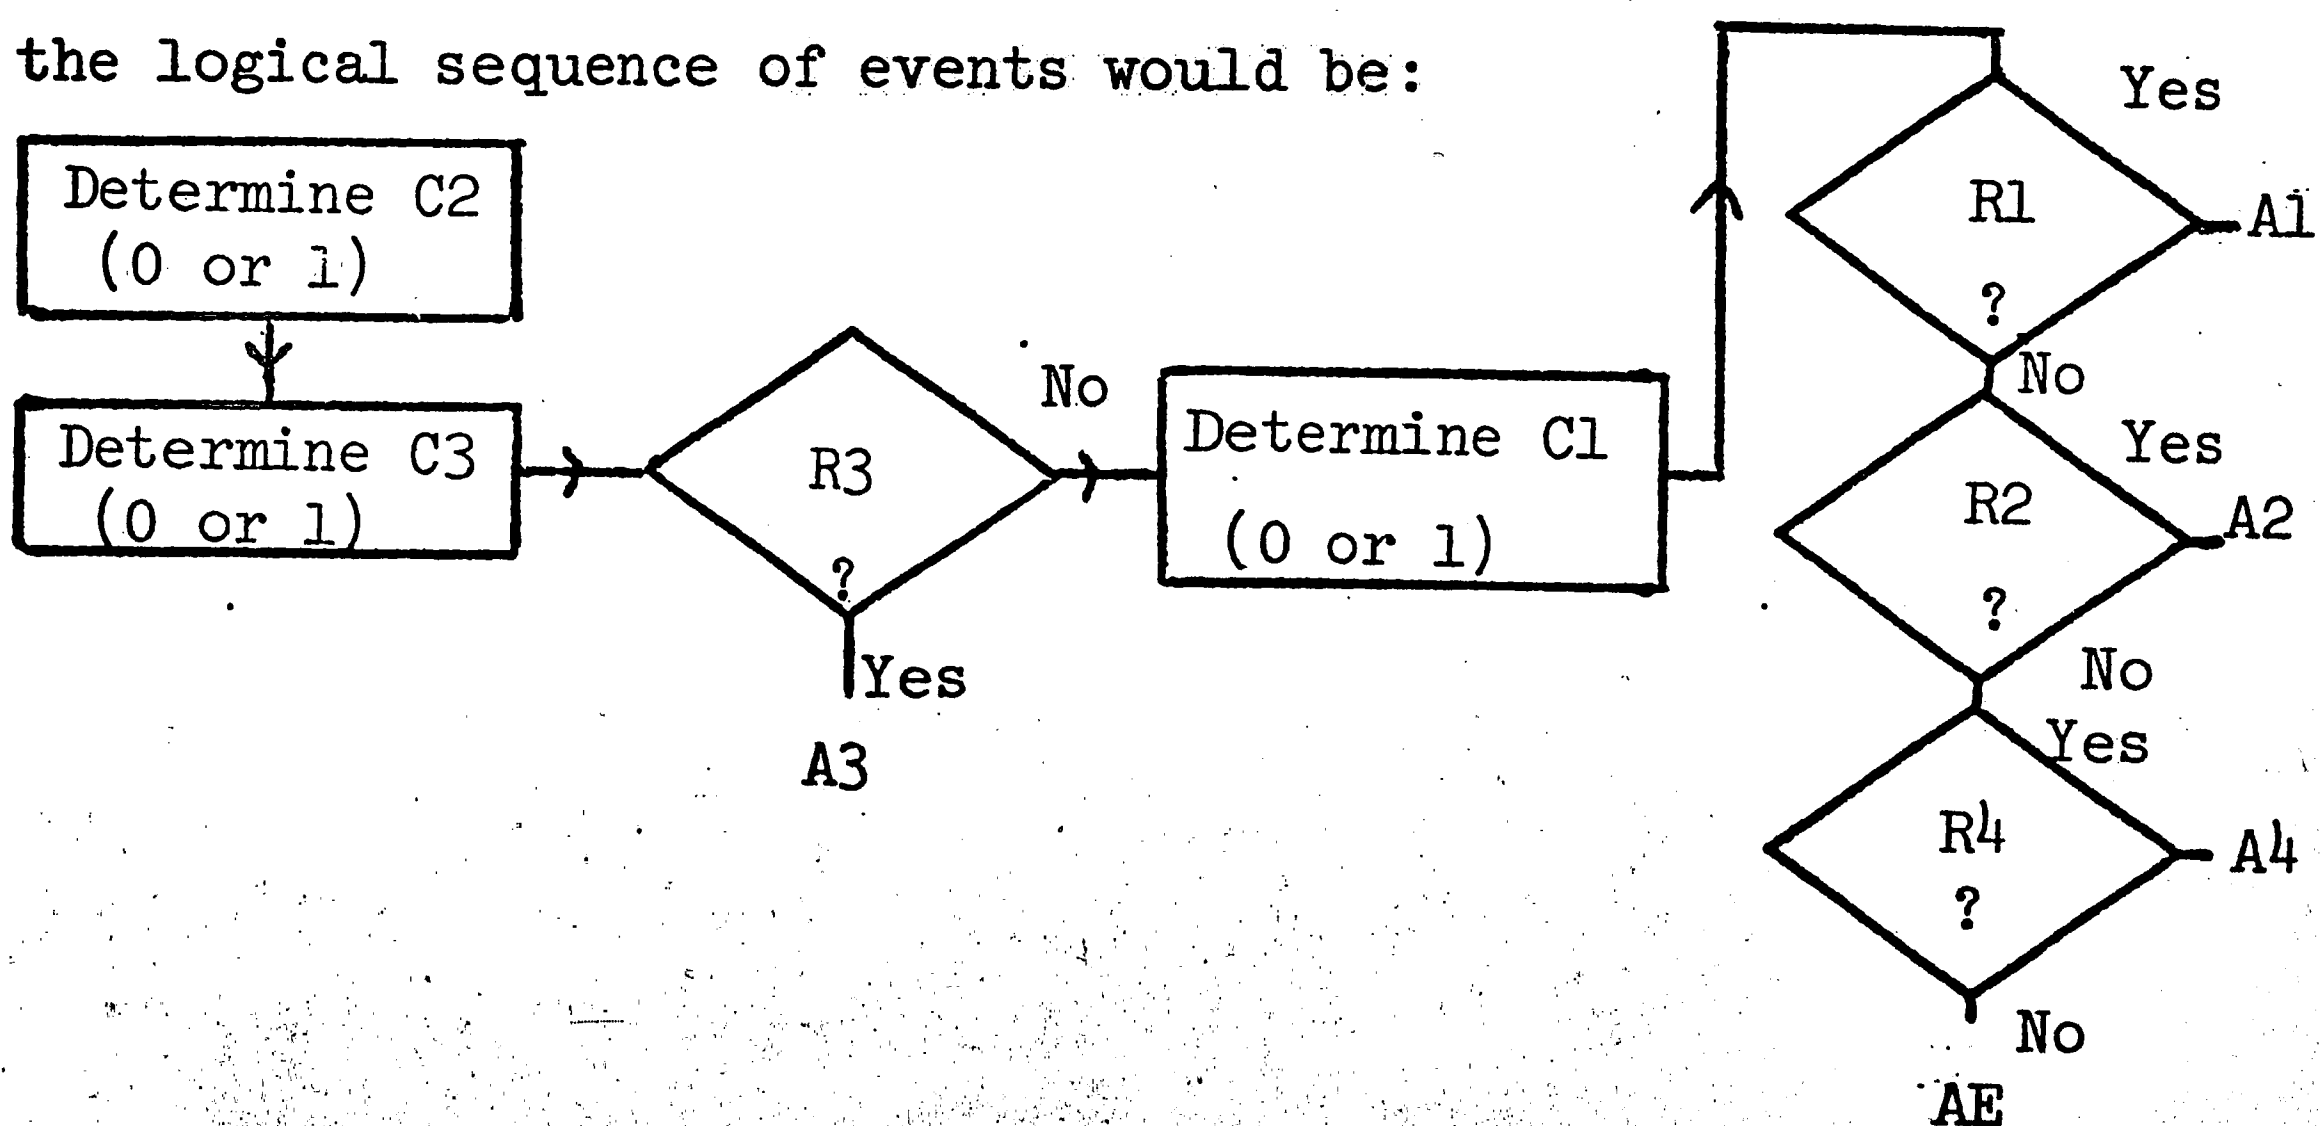 the logical sequence of events would be:
Determine C2
(0 or 1)
Determine C3
(0 or 1)
R3
?
No
Yes
A3
Determine C1
(0 or 1)
R1
?
Yes
A1
No
R2
?
Yes
A2
No
R4
?
Yes
A4
No
AE